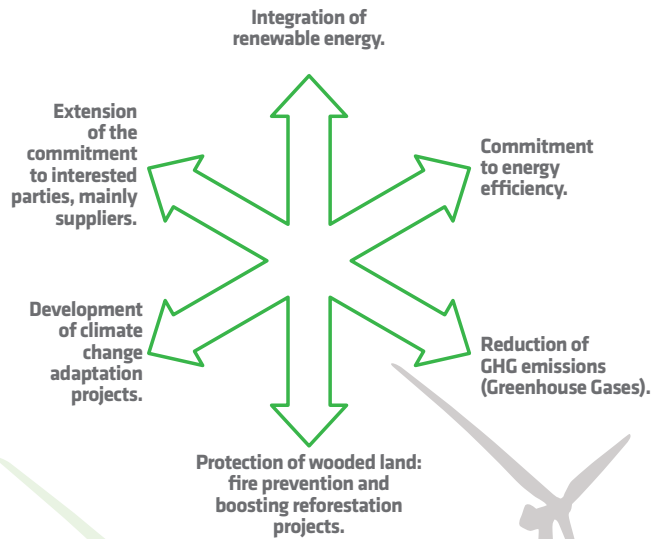 Integration of
renewable energy.
Extension
of the
commitment
to interested
parties, mainly
suppliers.
Commitment
to energy
efficiency.
Development
of climate
change
adaptation
projects.
Reduction of
GHG emissions
(Greenhouse Gases).
Protection of wooded land:
fire prevention and
boosting reforestation
projects.